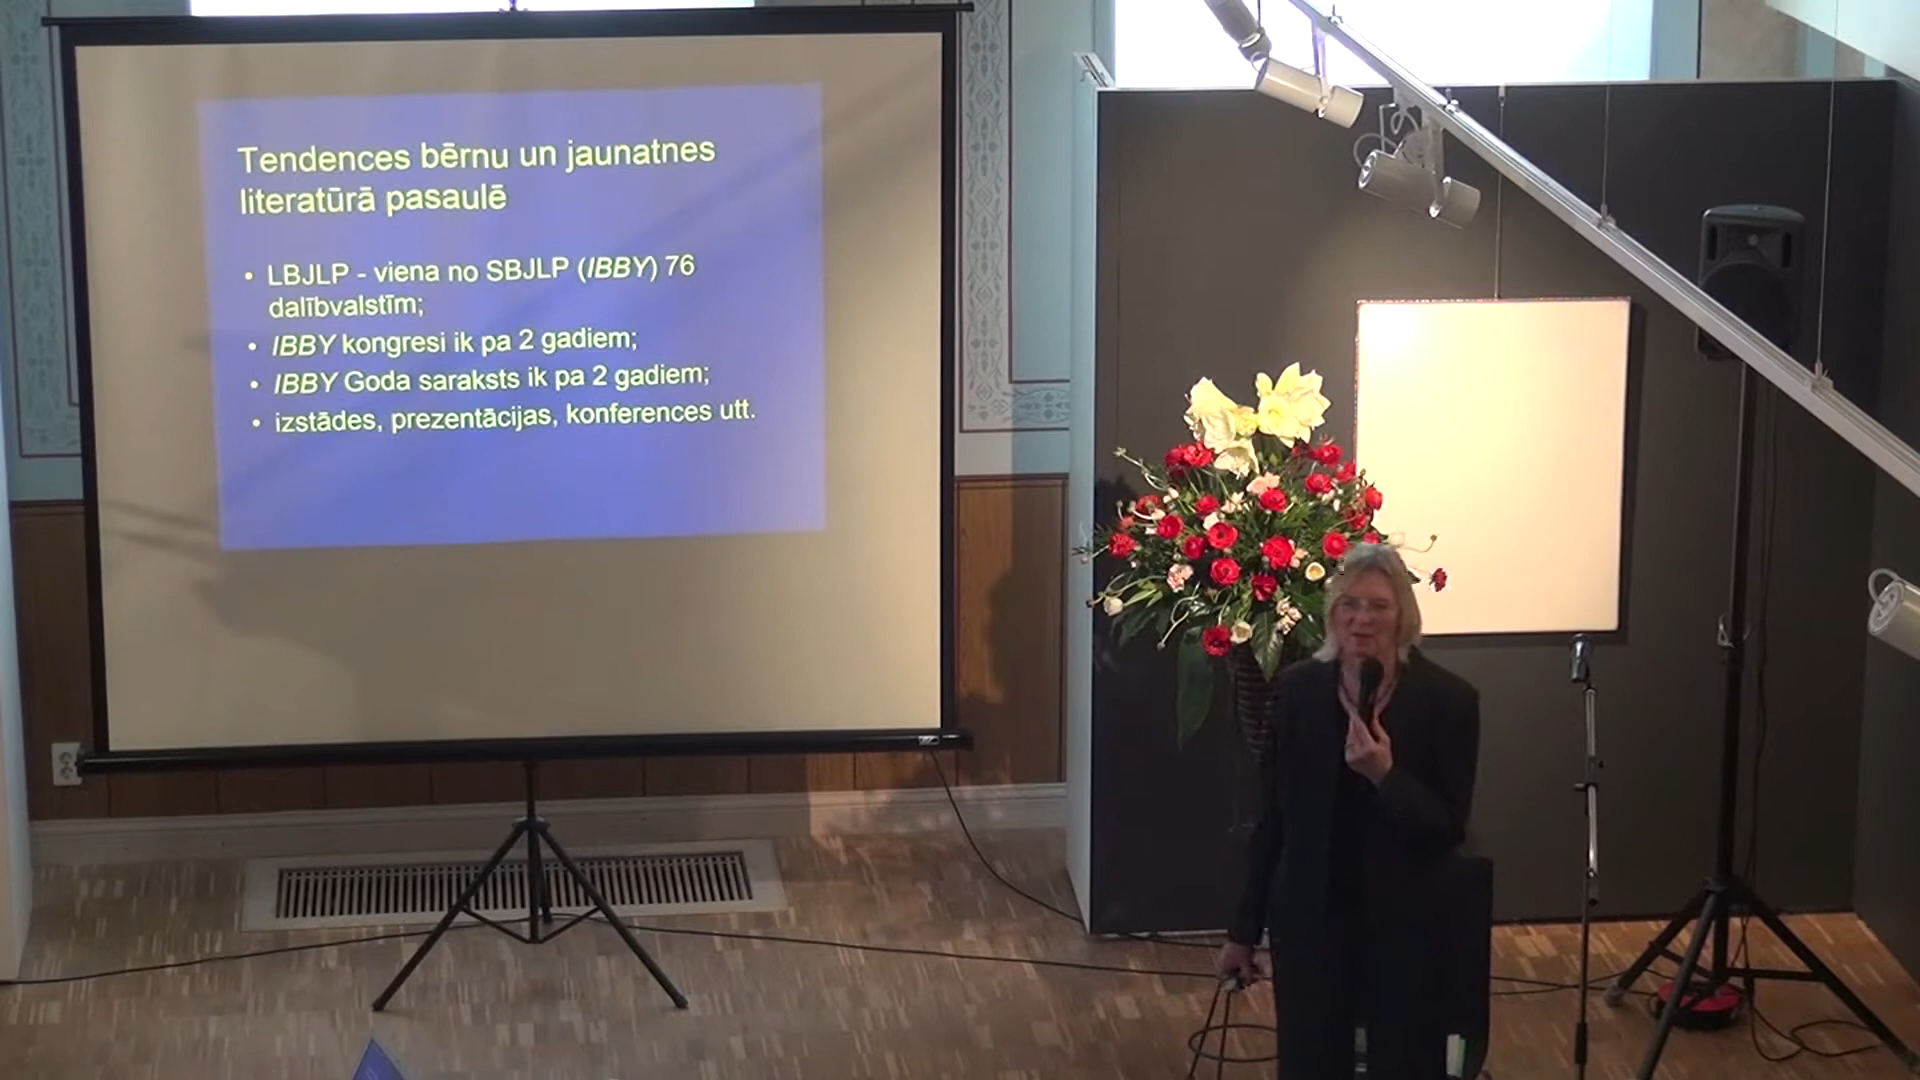 Tendences bērnu un jaunatnes
literatūrā pasaulē
• LBJLP - viena no SBJLP (IBBY) 76
dalībvalstīm;
• IBBY kongresi ik pa 2 gadiem;
• IBBY Goda saraksts ik pa 2 gadiem;
• izstādes, prezentācijas, konferences utt.